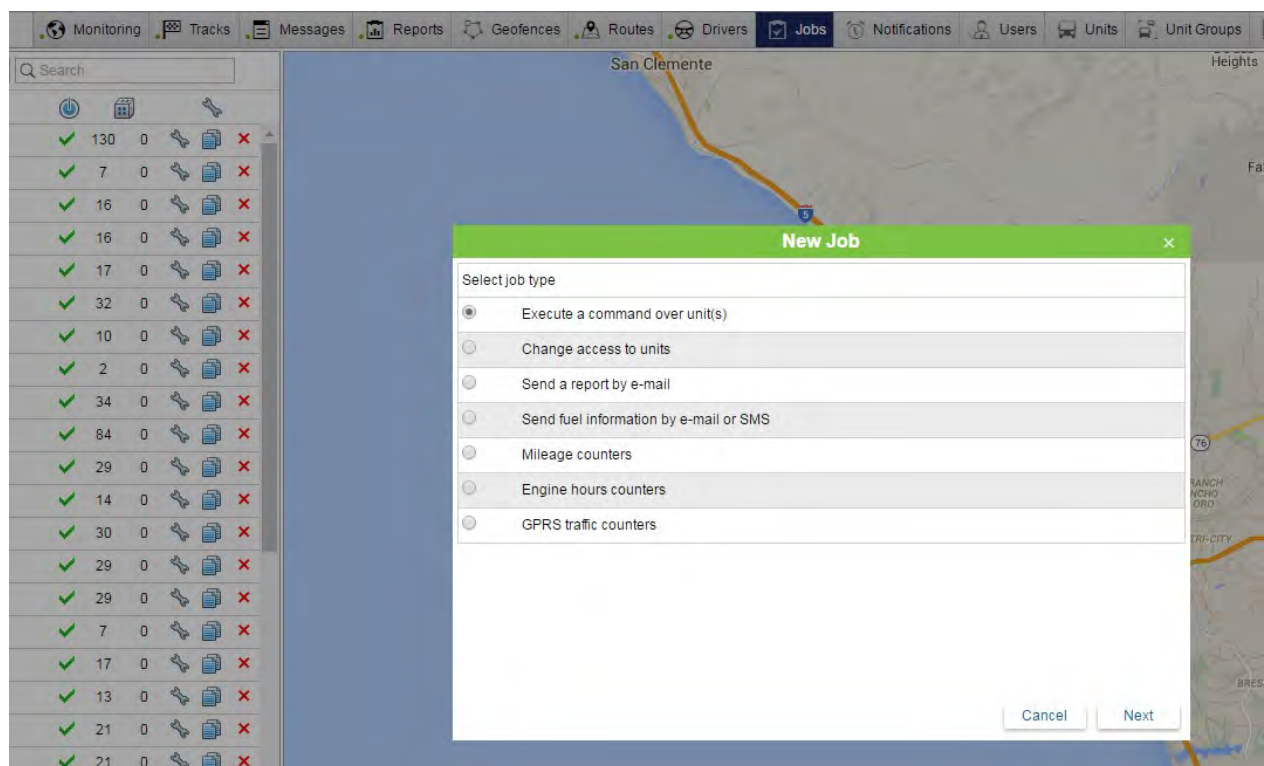 Monitoring Tracks Messages Reports Geofences Routes Drivers Jobs Notifications Users Units Unit Groups
Search
San Clemente
Heights
130 0
7 0
16 0
16 0
17 0
32 0
10 0
2 0
34 0
84 0
29 0
14 0
30 0
29 0
29 0
7 0
17 0
13 0
21 0
21 0
Fa
5
New Job
Select job type
Execute a command over unit(s)
Change access to units
Send a report by e-mail
Send fuel information by e-mail or SMS
Mileage counters
Engine hours counters
GPRS traffic counters
Cancel Next
76
RANCH
NCHO
ORO
TRI-CITY
BRES